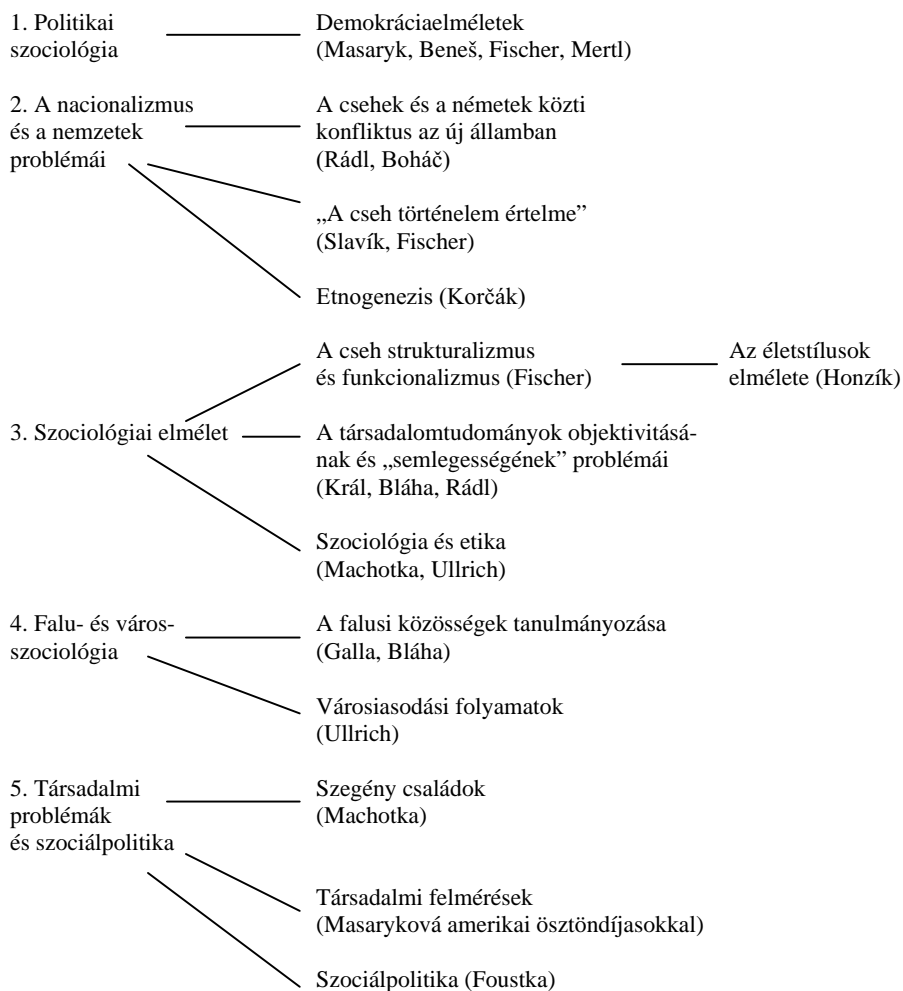 1. Politikai
szociológia
Demokráciaelméletek
(Masaryk, Beneš, Fischer, Mertl)
2. A nacionalizmus
és a nemzetek
problémái
A csehek és a németek közti
konfliktus az új államban
(Rádl, Boháč)
„A cseh történelem értelme”
(Slavík, Fischer)
Etnogenezis (Korčák)
A cseh strukturalizmus
és funkcionalizmus (Fischer)
Az életstílusok
elmélete (Honzík)
3. Szociológiai elmélet
A társadalomtudományok objektivitásá-
nak és „semlegességének” problémái
(Král, Bláha, Rádl)
Szociológia és etika
(Machotka, Ullrich)
4. Falu- és város-
szociológia
A falusi közösségek tanulmányozása
(Galla, Bláha)
Városiasodási folyamatok
(Ullrich)
5. Társadalmi
problémák
és szociálpolitika
Szegény családok
(Machotka)
Társadalmi felmérések
(Masaryková amerikai ösztöndíjasokkal)
Szociálpolitika (Foustka)